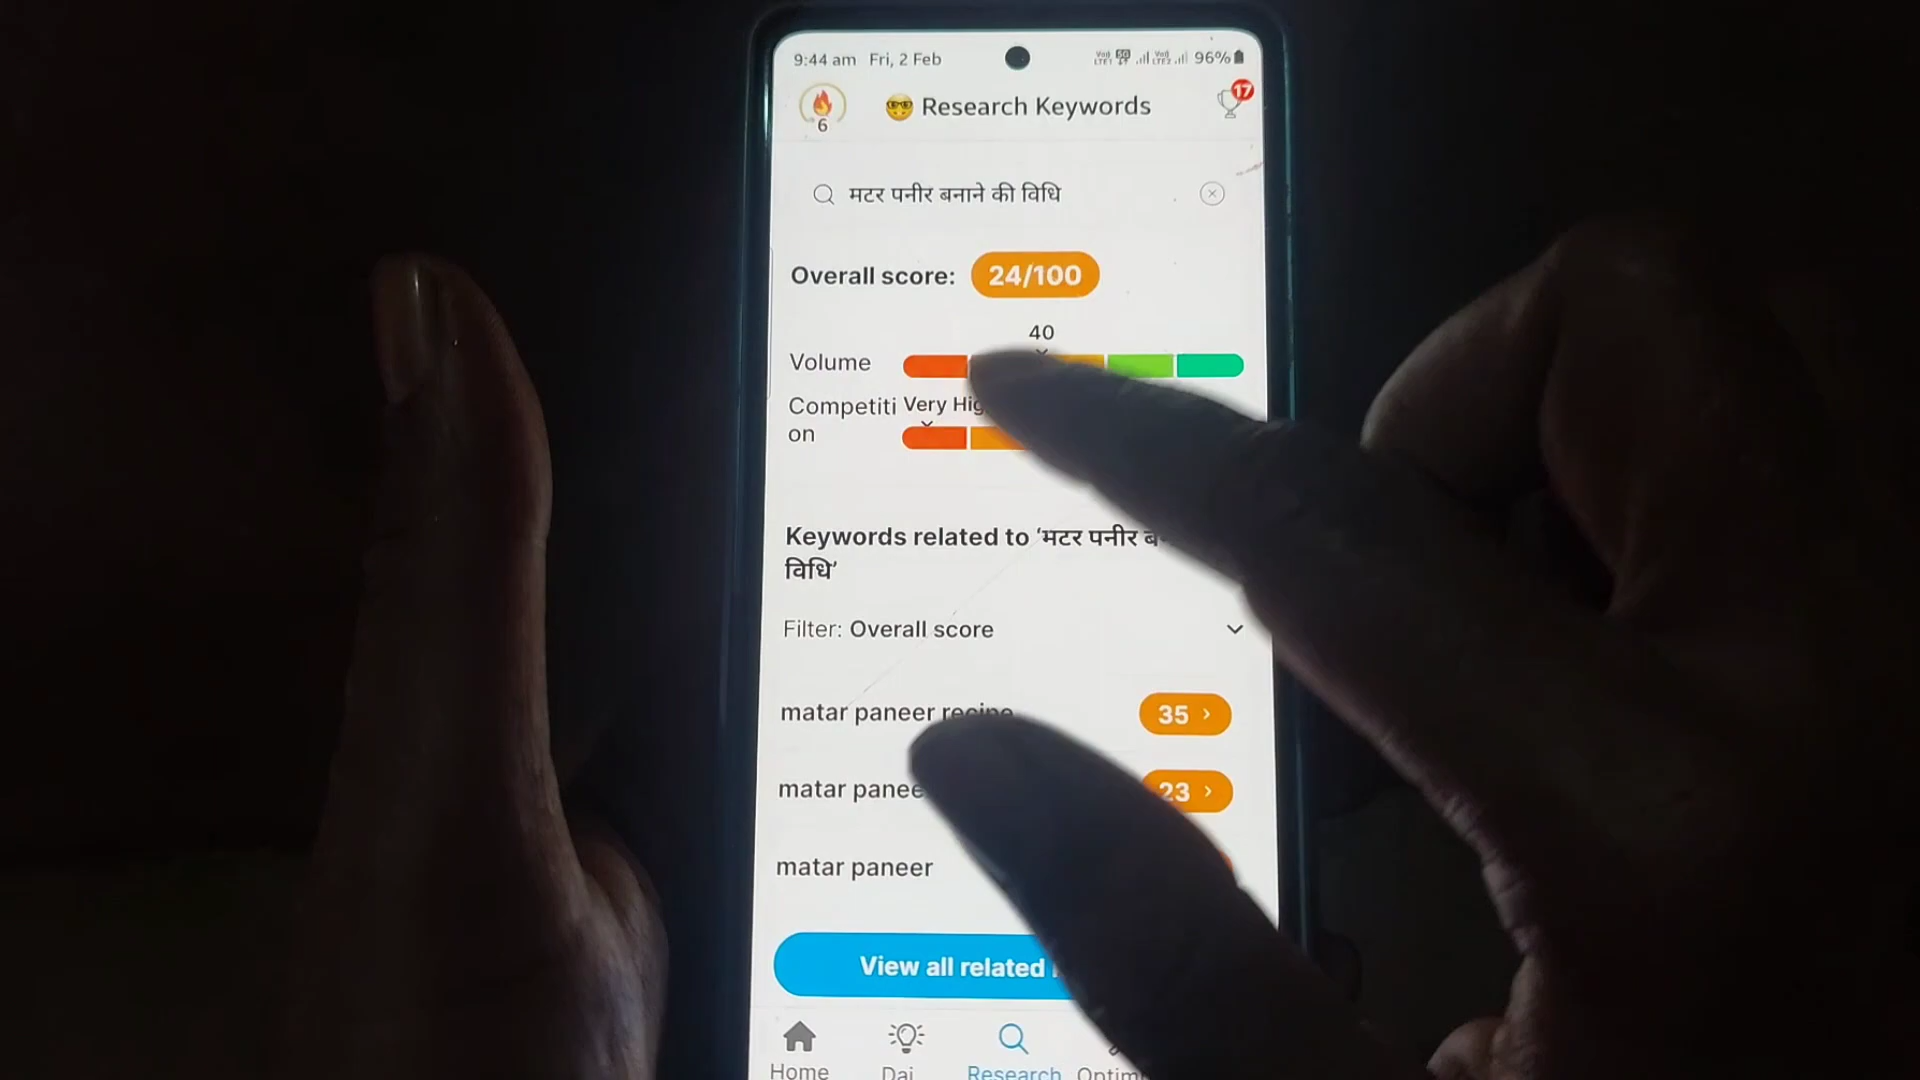 9:44 am Fri, 2 Feb
96%
6
Research Keywords
17
मटर पनीर बनाने की विधि
Overall score: 24/100
40
Volume
Very
Competiti
on
Keywords related to ‘मटर पनीर
विधि’
Filter: Overall score
matar paneer recipe 35
matar 23
matar paneer
View all related
Home
Research